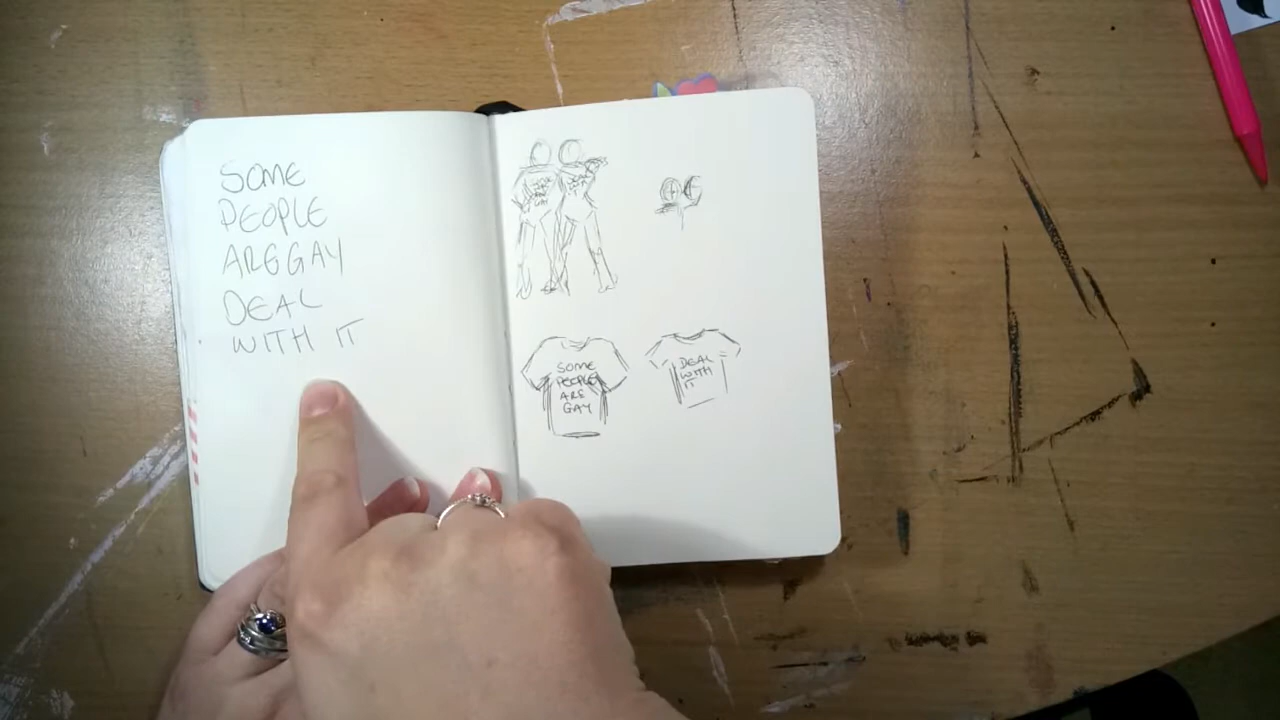 SOME
PEOPLE
ARE GAY
DEAL
WITH IT
SOME
PEOPLE
ARE
GAY
DEAL
WITH
IT